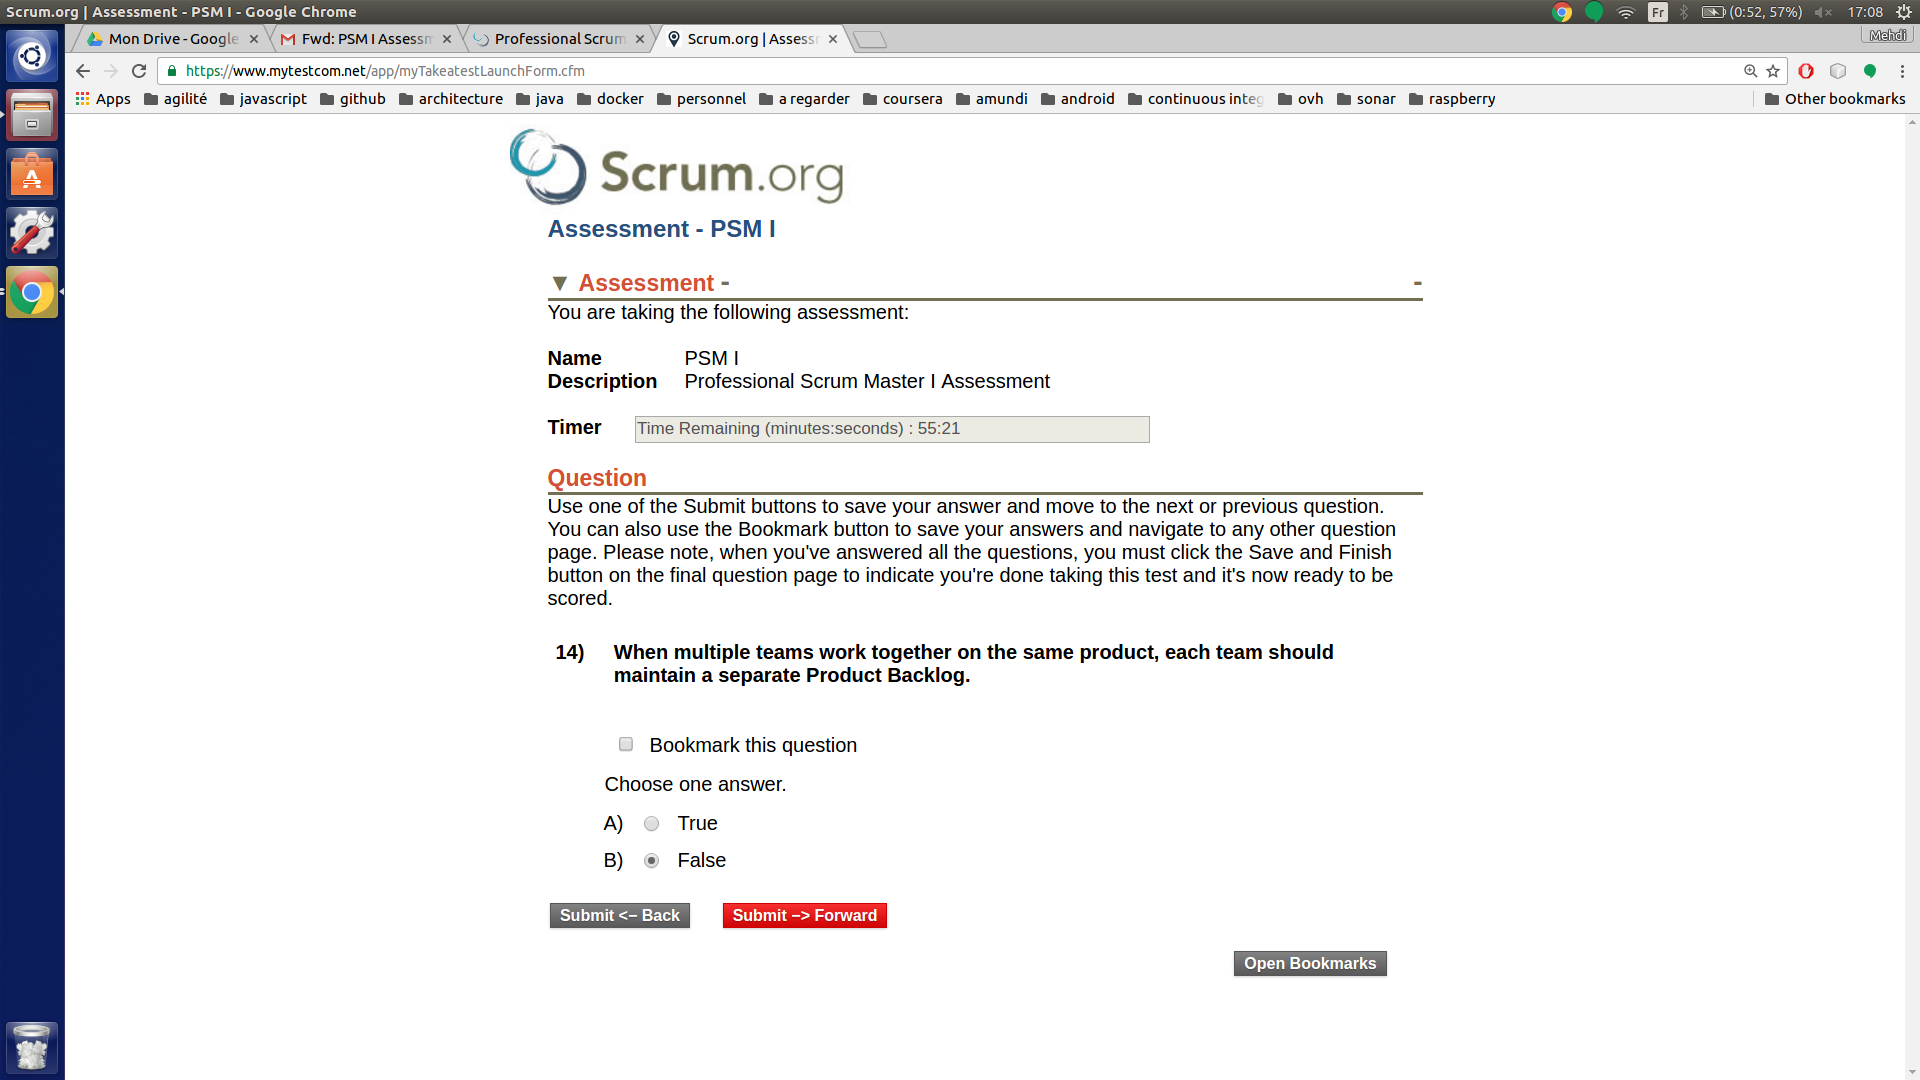 Scrum.org | Assessment - PSM I - Google Chrome
Fr
(0:52, 57%)
17:08
Mon Drive - Google
Fwd: PSM I Assessm
Professional Scrum
Scrum.org | Assess
Mehdi
https://www.mytestcom.net/app/myTakeatestLaunchForm.cfm
Apps agilité javascript github architecture java docker personnel a regarder coursera amundi android continuous integ ovh sonar raspberry Other bookmarks
Scrum.org
Assessment - PSM I
▼ Assessment - -
You are taking the following assessment:
Name PSM I
Description Professional Scrum Master I Assessment
Timer Time Remaining (minutes:seconds) : 55:21
Question
Use one of the Submit buttons to save your answer and move to the next or previous question.
You can also use the Bookmark button to save your answers and navigate to any other question
page. Please note, when you've answered all the questions, you must click the Save and Finish
button on the final question page to indicate you're done taking this test and it's now ready to be
scored.
14) When multiple teams work together on the same product, each team should
maintain a separate Product Backlog.
Bookmark this question
Choose one answer.
A) True
B) False
Submit <− Back Submit −> Forward
Open Bookmarks